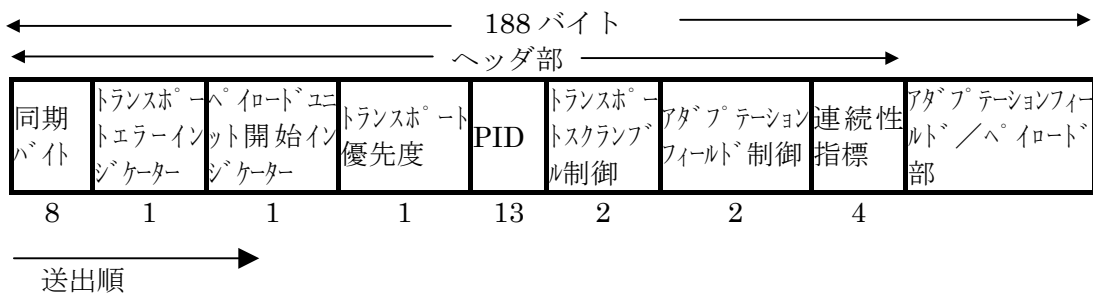 188 バイト
ヘッダ部
同期
ﾊﾞｲﾄ
トランスポー
トエラーイン
ジケーター
ペイロードユニ
ット開始イン
ジケーター
トランスポート
優先度
PID
トランスポー
トスクランブ
ル制御
アダプテーション
フィールド制御
連続性
指標
アダプテーションフィー
ルド／ペイロード
部
8 1 1 1 13 2 2 4
送出順